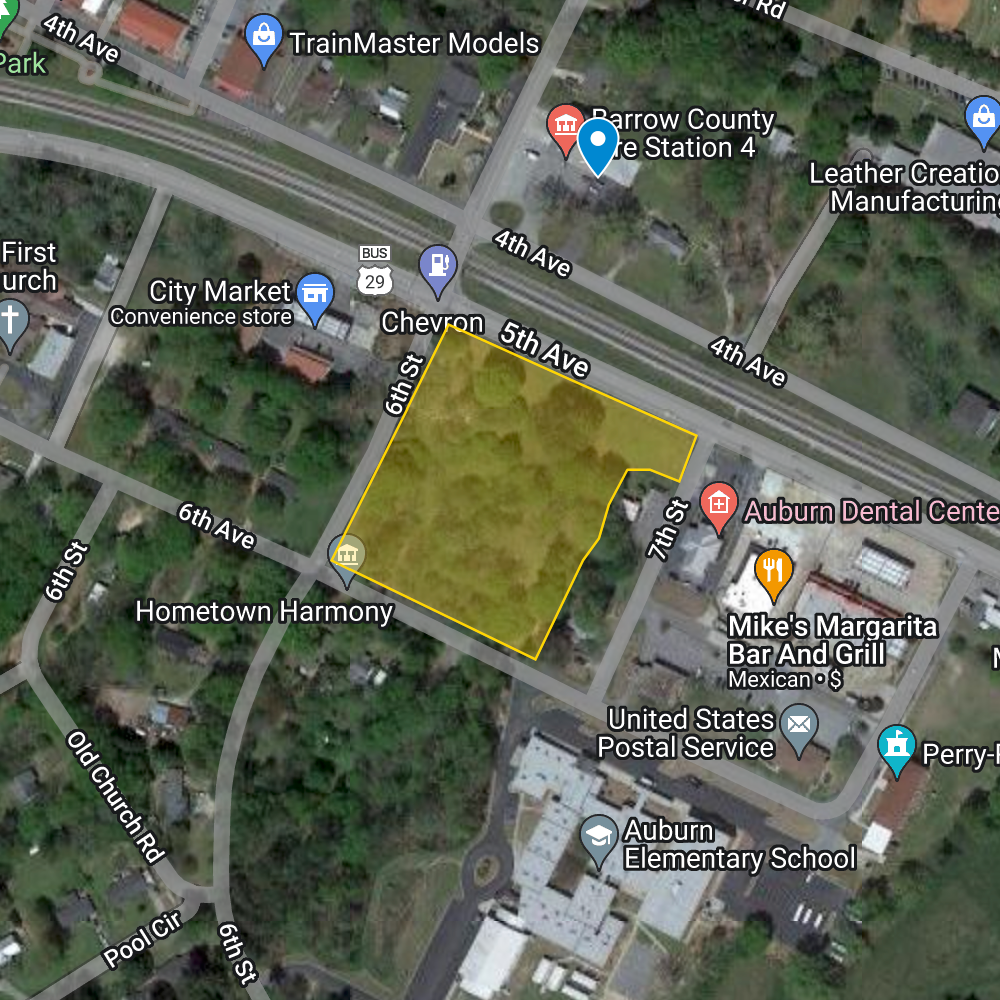 4th Ave
TrainMaster Models
Park
Barrow County
Fire Station 4
Leather Creatio
Manufacturing
4th Ave
First
urch
BUS
29
City Market
Convenience store
Chevron
5th Ave
4th Ave
6th St
6th Ave
7th St
Auburn Dental Cente
6th St
Hometown Harmony
Mike's Margarita
Bar And Grill
Mexican • $
United States
Postal Service
Perry-
Old Church Rd
Auburn
Elementary School
Pool Cir
6th St